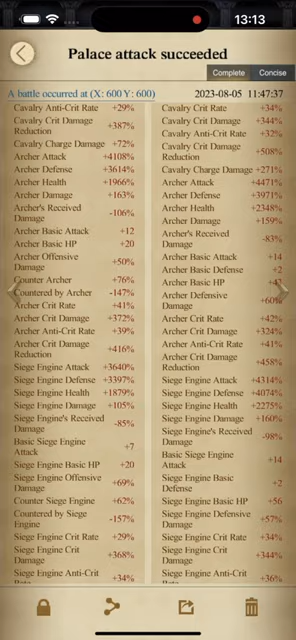 13:13
Palace attack succeeded
Complete
Concise
A battle occurred at (X: 600 Y: 600)
2023-08-05 11:47:37
Cavalry Anti-Crit Rate +29%
Cavalry Crit Damage
Reduction +387%
Cavalry Charge Damage +72%
Archer Attack +4108%
Archer Defense +3614%
Archer Health +1966%
Archer Damage +163%
Archer's Received
Damage -106%
Archer Basic Attack +12
Archer Basic HP +20
Archer Offensive
Damage +50%
Counter Archer +76%
Countered by Archer -147%
Archer Crit Rate +41%
Archer Crit Damage +372%
Archer Anti-Crit Rate +39%
Archer Crit Damage
Reduction +416%
Siege Engine Attack +3640%
Siege Engine Defense +3397%
Siege Engine Health +1879%
Siege Engine Damage +105%
Siege Engine's Received
Damage -85%
Basic Siege Engine
Attack +7
Siege Engine Basic HP +20
Siege Engine Offensive
Damage +69%
Counter Siege Engine +62%
Countered by Siege
Engine -157%
Siege Engine Crit Rate +29%
Siege Engine Crit
Damage +368%
Siege Engine Anti-Crit
Rate +34%
Cavalry Crit Rate +34%
Cavalry Crit Damage +344%
Cavalry Anti-Crit Rate +32%
Cavalry Crit Damage
Reduction +508%
Cavalry Charge Damage +271%
Archer Attack +4471%
Archer Defense +3971%
Archer Health +2348%
Archer Damage +159%
Archer's Received
Damage -83%
Archer Basic Attack +14
Archer Basic Defense +2
Archer Basic HP
Archer Defensive
Damage +60%
Archer Crit Rate +42%
Archer Crit Damage +324%
Archer Anti-Crit Rate +41%
Archer Crit Damage
Reduction +458%
Siege Engine Attack +4314%
Siege Engine Defense +4074%
Siege Engine Health +2275%
Siege Engine Damage +160%
Siege Engine's Received
Damage -98%
Basic Siege Engine
Attack +14
Siege Engine Basic
Defense +2
Siege Engine Basic HP +56
Siege Engine Defensive
Damage +57%
Siege Engine Crit Rate +34%
Siege Engine Crit
Damage +344%
Siege Engine Anti-Crit
Rate +36%